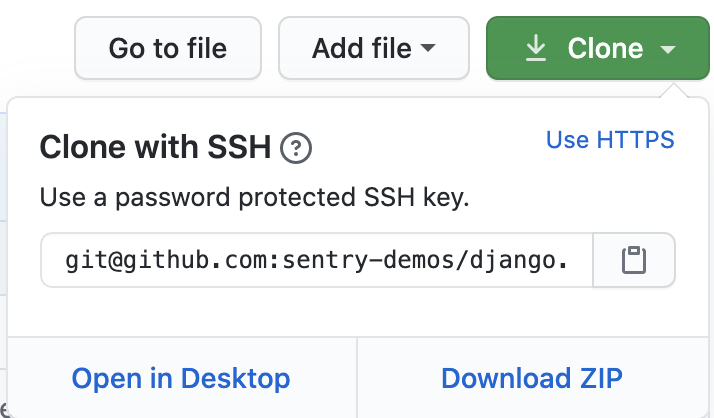 Go to file
Add file
Clone
Clone with SSH ?
Use HTTPS
Use a password protected SSH key.
git@github.com:sentry-demos/django.
Open in Desktop
Download ZIP